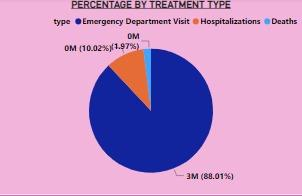 PERCENTAGE BY TREATMENT TYPE
type Emergency Department Visit Hospitalizations Deaths
0M
0M (10.02%) (1.97%)
3M (88.01%)